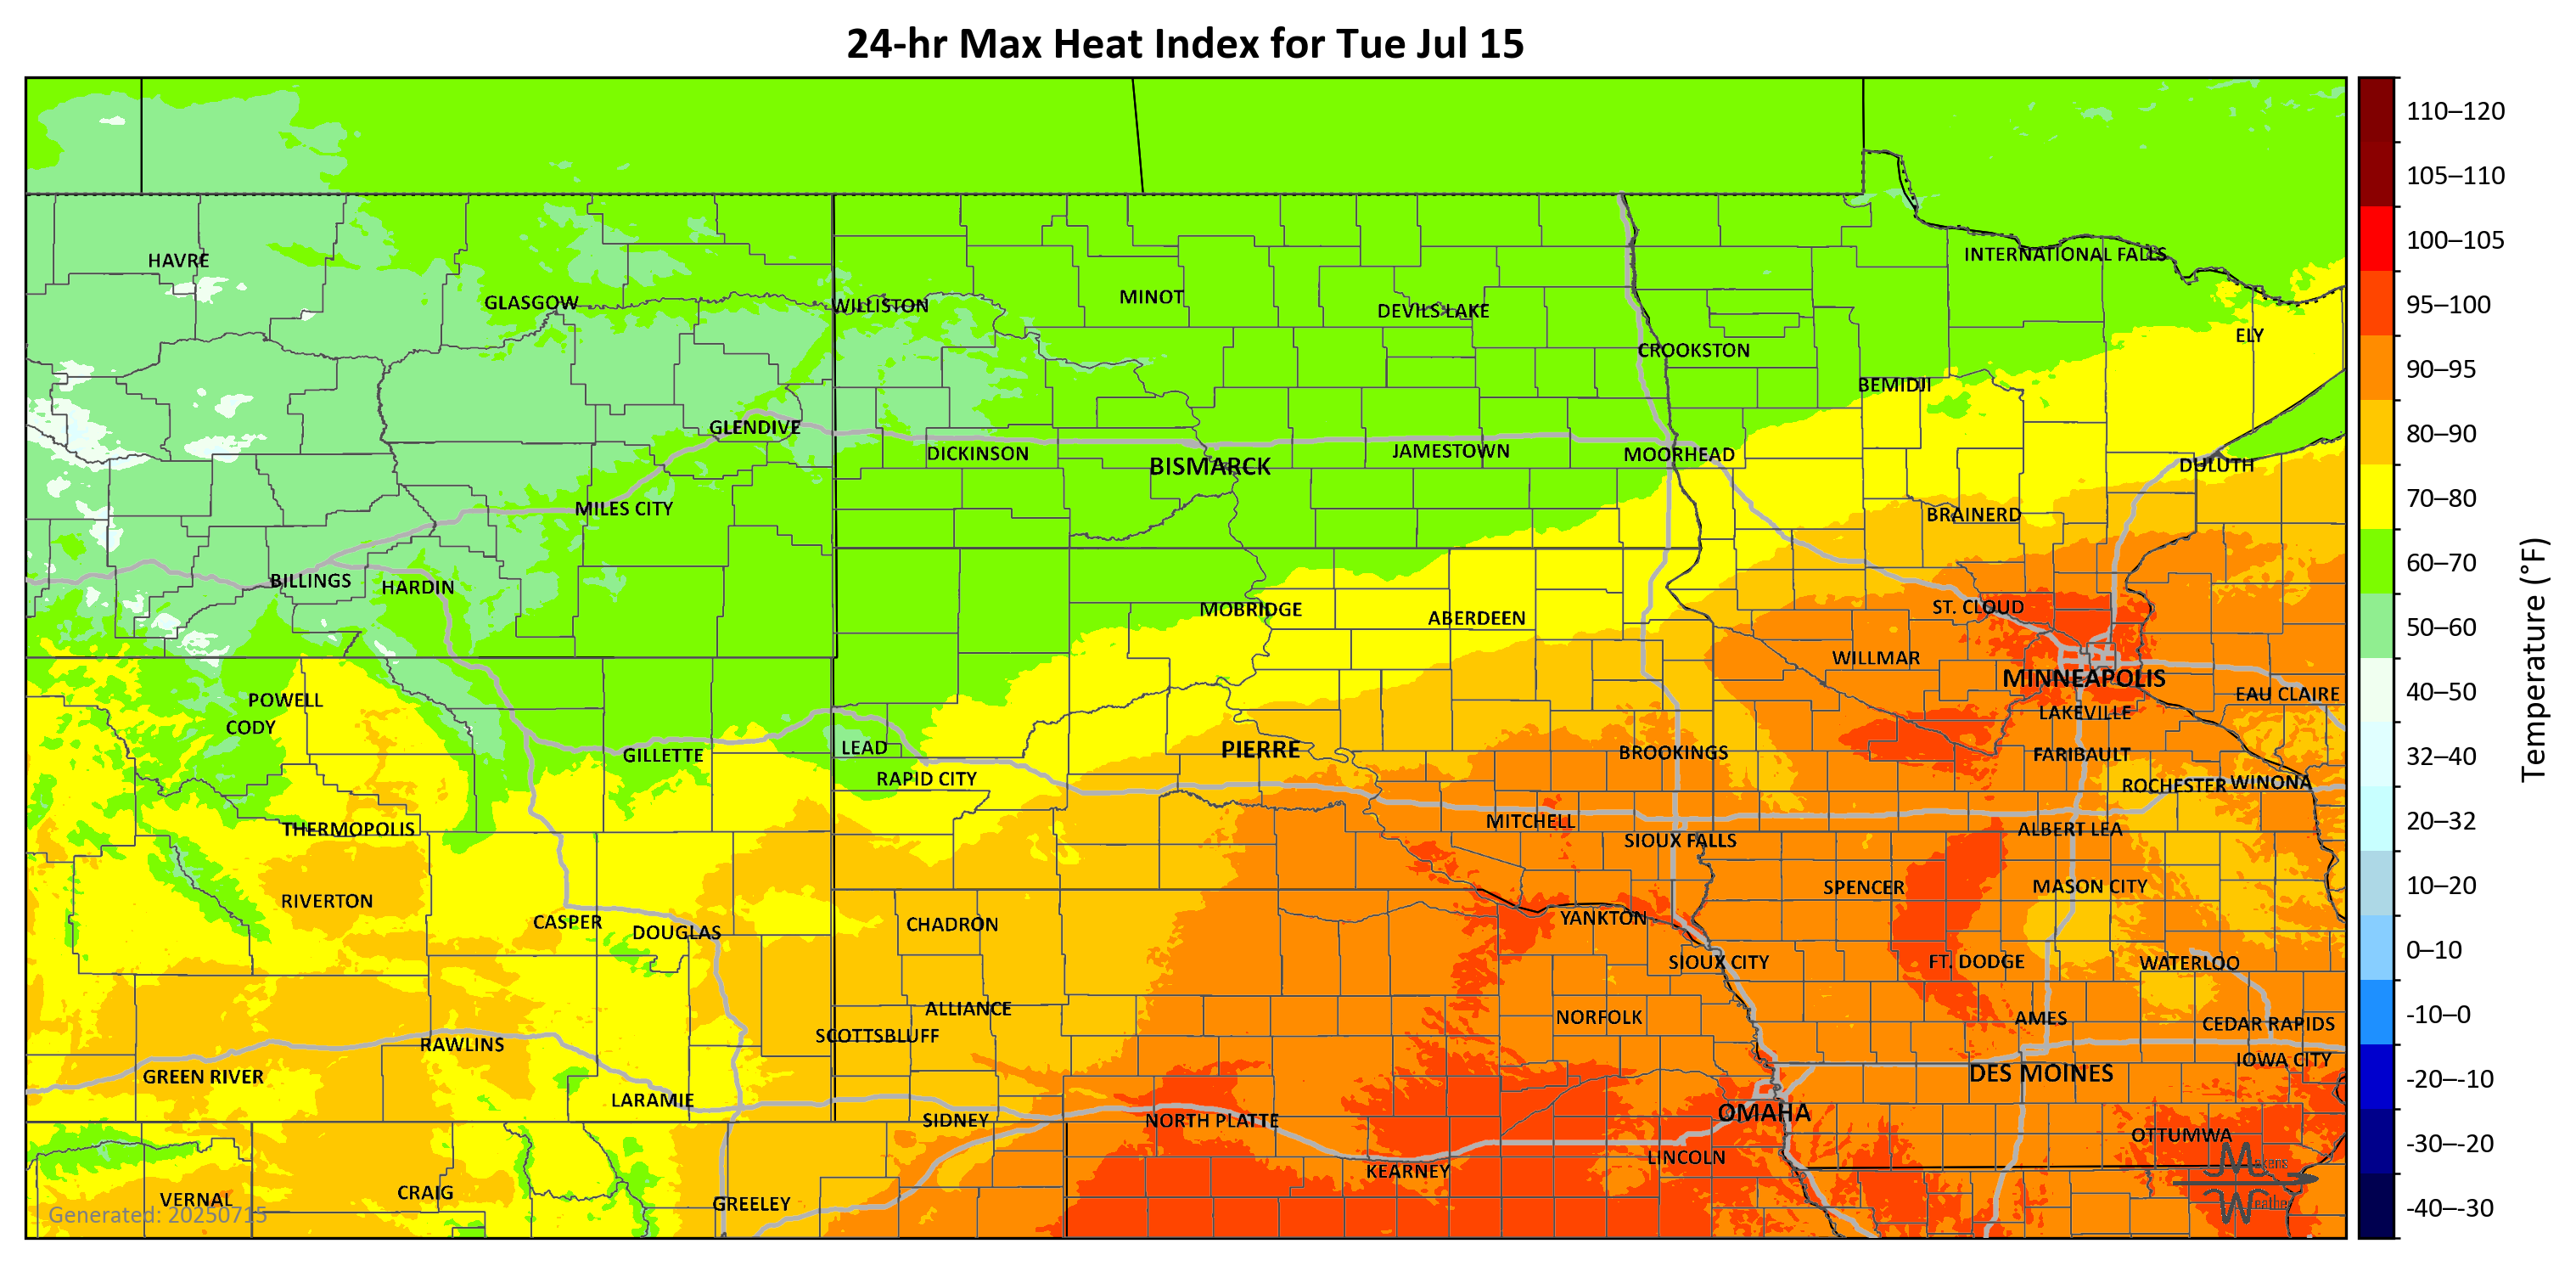 24-hr Max Heat Index for Tue Jul 15
110–120
105–110
100–105
95–100
90–95
80–90
70–80
60–70
50–60
40–50
32–40
20–32
10–20
0–10
-10–0
-20–-10
-30–-20
-40–-30
Temperature (°F)
HAVRE
INTERNATIONAL FALLS
GLASGOW
WILLISTON
MINOT
DEVILS LAKE
ELY
CROOKSTON
BEMIDJI
GLENDIVE
DICKINSON
BISMARCK
JAMESTOWN
MOORHEAD
DULUTH
MILES CITY
BRAINERD
BILLINGS
HARDIN
MOBRIDGE
ABERDEEN
ST. CLOUD
WILLMAR
MINNEAPOLIS
EAU CLAIRE
POWELL
CODY
LAKEVILLE
GILLETTE
LEAD
PIERRE
BROOKINGS
FARIBAULT
RAPID CITY
ROCHESTER
WINONA
THERMOPOLIS
MITCHELL
SIOUX FALLS
ALBERT LEA
RIVERTON
SPENCER
MASON CITY
CASPER
DOUGLAS
CHADRON
YANKTON
SIOUX CITY
FT. DODGE
WATERLOO
ALLIANCE
NORFOLK
AMES
CEDAR RAPIDS
SCOTTSBLUFF
RAWLINS
IOWA CITY
GREEN RIVER
DES MOINES
LARAMIE
SIDNEY
NORTH PLATTE
OMAHA
OTTUMWA
KEARNEY
LINCOLN
VERNAL
CRAIG
GREELEY
Generated: 20250715
Makens
Weather